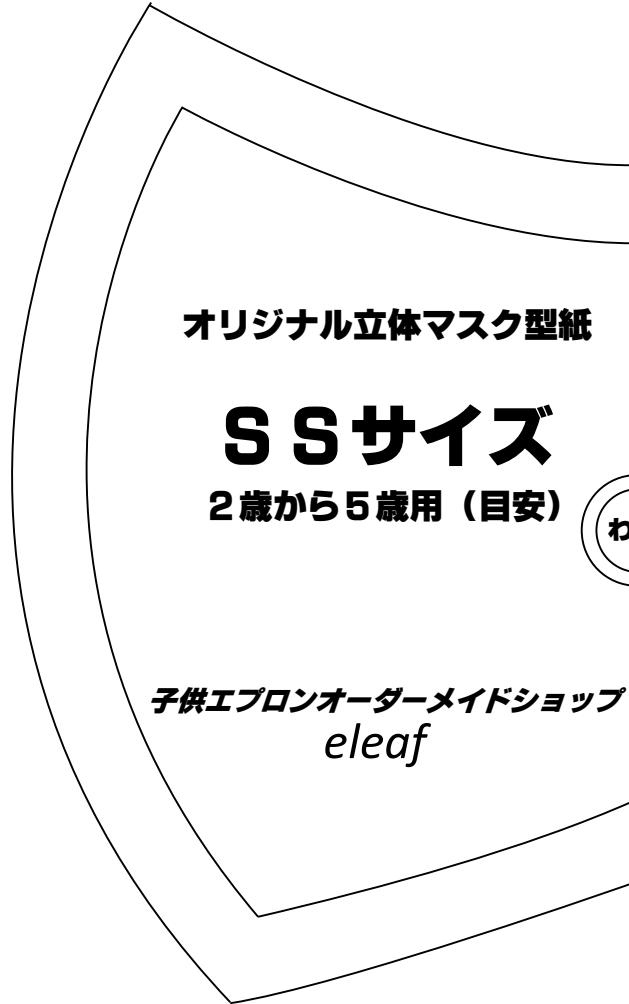 オリジナル立体マスク型紙
ＳＳサイズ
２歳から５歳用（目安）
わ
子供エプロンオーダーメイドショップ
eleaf